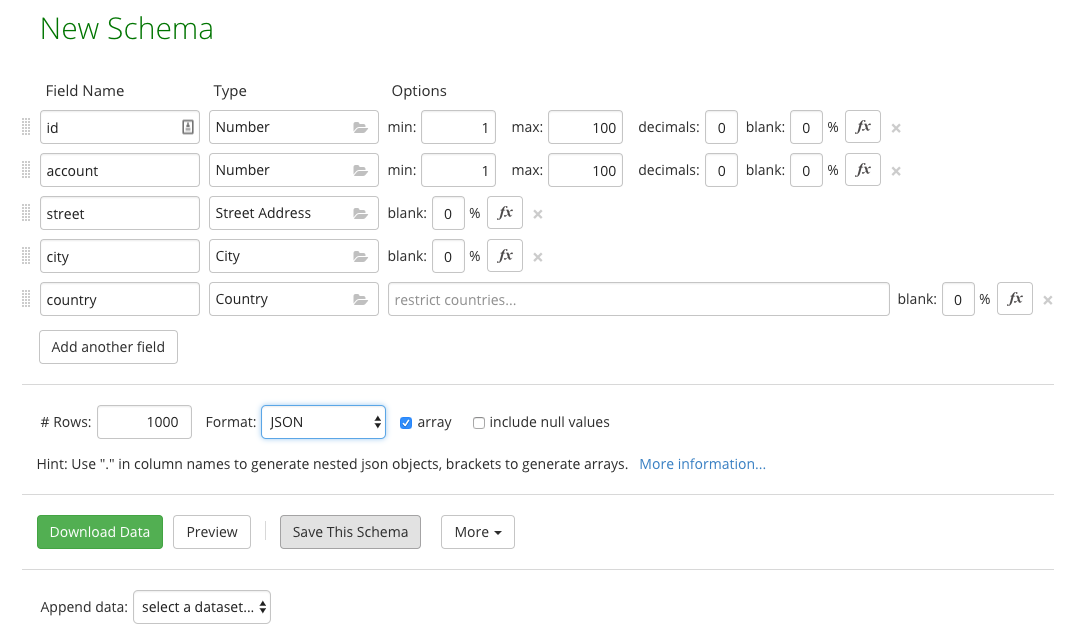 New Schema
Field Name Type Options
id Number min: 1 max: 100 decimals: 0 blank: 0 % fx
account Number min: 1 max: 100 decimals: 0 blank: 0 % fx
street Street Address blank: 0 % fx
city City blank: 0 % fx
country Country restrict countries... blank: 0 % fx
Add another field
# Rows: 1000 Format: JSON array include null values
Hint: Use "." in column names to generate nested json objects, brackets to generate arrays. More information...
Download Data Preview Save This Schema More
Append data: select a dataset...